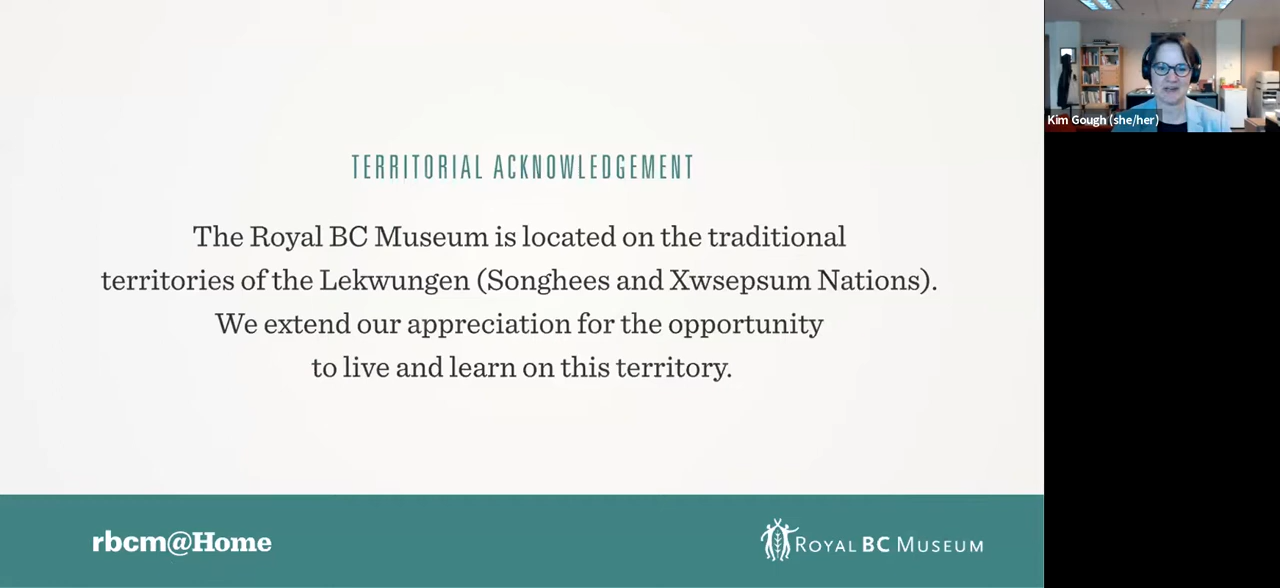 TERRITORIAL ACKNOWLEDGEMENT
The Royal BC Museum is located on the traditional
territories of the Lekwungen (Songhees and Xwsepsum Nations).
We extend our appreciation for the opportunity
to live and learn on this territory.
rbcm@Home
ROYAL BC MUSEUM
Kim Gough (she/her)